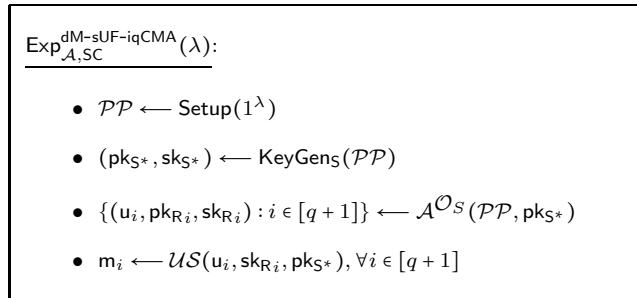 Exp^{dM-sUF-iqCMA}_{𝒜,SC}(λ):
• 𝒫𝒫 ⟵ Setup(1^λ)
• (pk_{S*}, sk_{S*}) ⟵ KeyGen_S(𝒫𝒫)
• {(u_i, pk_{R_i}, sk_{R_i}) : i ∈ [q + 1]} ⟵ 𝒜^{𝒪_S}(𝒫𝒫, pk_{S*})
• m_i ⟵ 𝒰𝒮(u_i, sk_{R_i}, pk_{S*}), ∀i ∈ [q + 1]